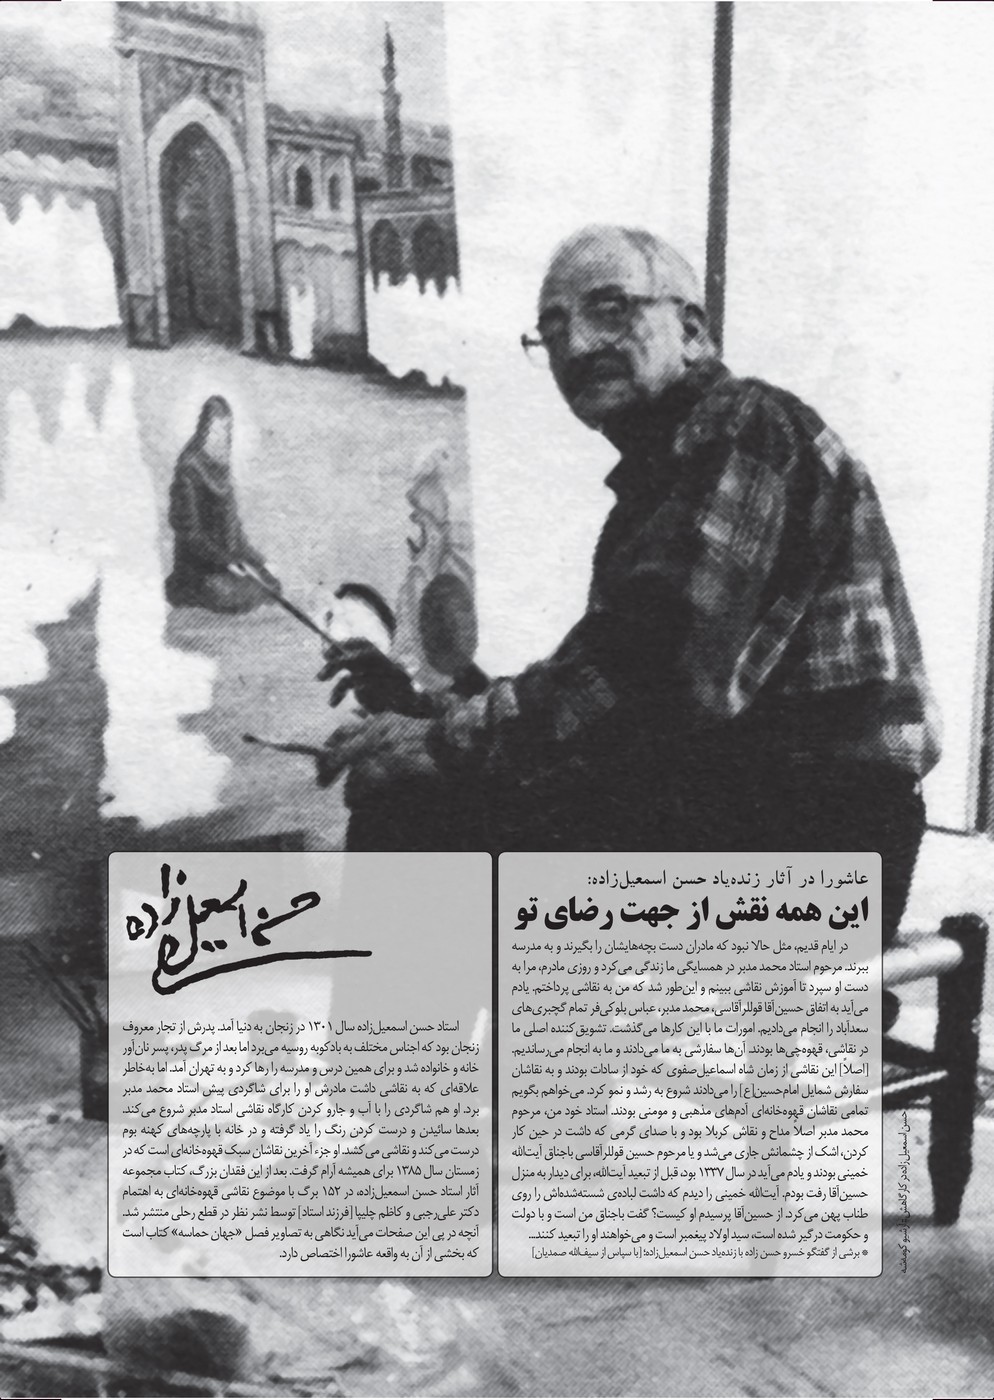 عاشورا در آثار زنده‌یاد حسن اسمعیل‌زاده:
این همه نقش از جهت رضای تو
در ایام قدیم، مثل حالا نبود که مادران دست بچه‌هایشان را بگیرند و به مدرسه
ببرند. مرحوم استاد محمد مدبر در همسایگی ما زندگی می‌کرد و روزی مادرم، مرا به
دست او سپرد تا آموزش نقاشی ببینم و این‌طور شد که من به نقاشی پرداختم. یادم
می‌آید به اتفاق حسین‌آقا قوللرآقاسی، محمد مدبر، عباس بلوکی‌فر تمام گچبری‌های
سعدآباد را انجام می‌دادیم. امورات ما با این کارها می‌گذشت. تشویق کننده اصلی ما
در نقاشی، قهوه‌چی‌ها بودند. آن‌ها سفارشی به ما می‌دادند و ما به انجام می‌رساندیم.
[اصلاً] این نقاشی از زمان شاه اسماعیل‌صفوی که خود از سادات بودند و به نقاشان
سفارش شمایل امام‌حسین[ع] را می‌دادند شروع به رشد و نمو کرد. می‌خواهم بگویم
تمامی نقاشان قهوه‌خانه‌ای آدم‌های مذهبی و مومنی بودند. استاد خود من، مرحوم
محمد مدبر اصلاً مداح و نقاش کربلا بود و با صدای گرمی که داشت در حین کار
کردن، اشک از چشمانش جاری می‌شد و یا مرحوم حسین قوللرآقاسی باجناق آیت‌الله
خمینی بودند و یادم می‌آید در سال ۱۳۳۷ بود، قبل از تبعید آیت‌الله، برای دیدار به منزل
حسین‌آقا رفت بودم. آیت‌الله خمینی را دیدم که داشت لباده‌ی شسته‌شده‌اش را روی
طناب پهن می‌کرد. از حسین‌آقا پرسیدم او کیست؟ گفت باجناق من است و با دولت
و حکومت درگیر شده است، سید اولاد پیغمبر است و می‌خواهند او را تبعید کنند...
* برشی از گفتگو خسرو حسن زاده با زنده‌یاد حسن اسمعیل‌زاده؛ [با سپاس از سیف‌الله صمدیان]
حسن اسمعیل‌زاده
استاد حسن اسمعیل‌زاده سال ۱۳۰۱ در زنجان به دنیا آمد. پدرش از تجار معروف
زنجان بود که اجناس مختلف به بادکوبه روسیه می‌برد اما بعد از مرگ پدر، پسر نان‌آور
خانه و خانواده شد و برای همین درس و مدرسه را رها کرد و به تهران آمد. اما به‌خاطر
علاقه‌ای که به نقاشی داشت مادرش او را برای شاگردی پیش استاد محمد مدبر
برد. او هم شاگردی را با آب و جارو کردن کارگاه نقاشی استاد مدبر شروع می‌کند.
بعدها سائیدن و درست کردن رنگ را یاد گرفته و در خانه با پارچه‌های کهنه بوم
درست می‌کند و نقاشی می‌کشد. او جزء آخرین نقاشان سبک قهوه‌خانه‌ای است که در
زمستان سال ۱۳۸۵ برای همیشه آرام گرفت. بعد از این فقدان بزرگ، کتاب مجموعه
آثار استاد حسن اسمعیل‌زاده، در ۱۵۲ برگ با موضوع نقاشی قهوه‌خانه‌ای به اهتمام
دکتر علی‌رجبی و کاظم چلیپا [فرزند استاد] توسط نشر نظر در قطع رحلی منتشر شد.
آنچه در پی این صفحات می‌آید نگاهی به تصاویر فصل «جهان حماسه» کتاب است
که بخشی از آن به واقعه عاشورا اختصاص دارد.
حسن اسمعیل‌زاده در کارگاهش